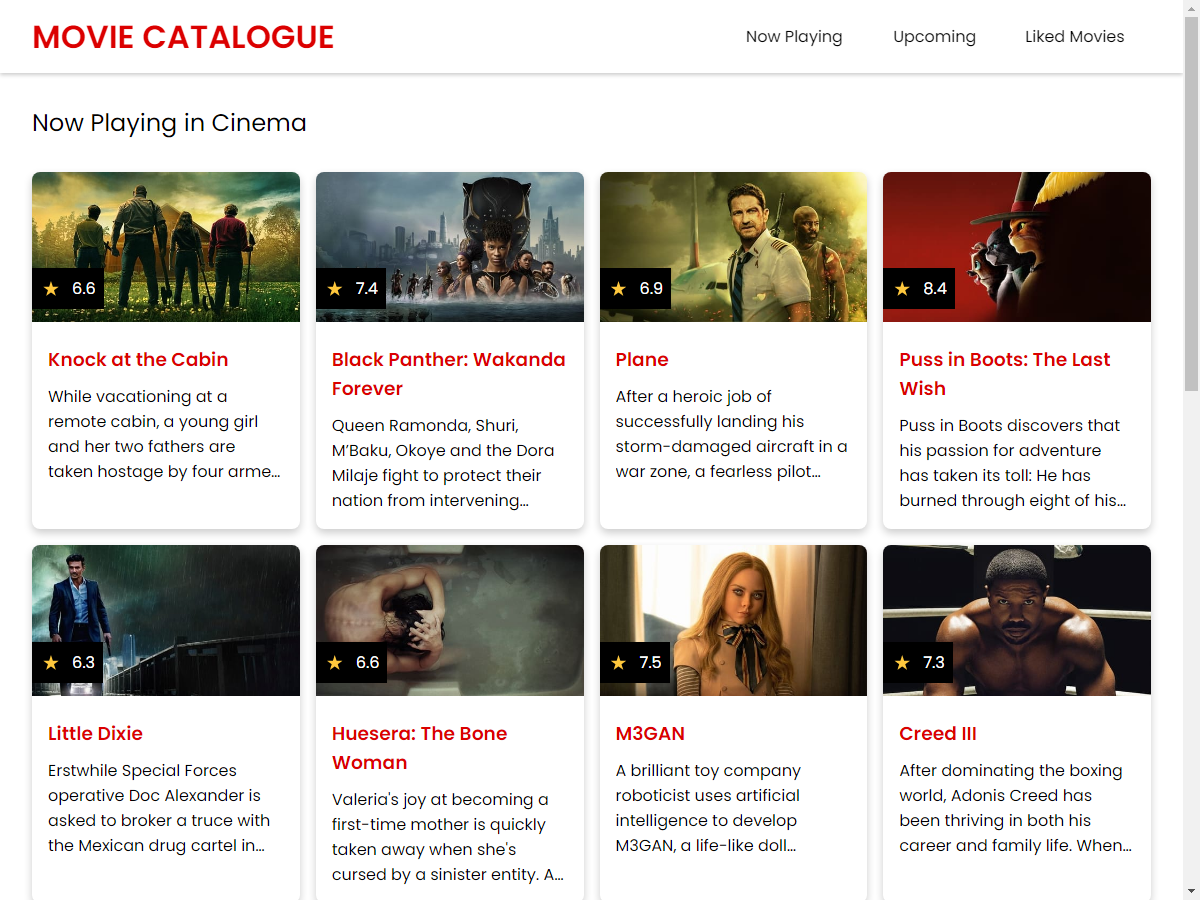 MOVIE CATALOGUE
Now Playing
Upcoming
Liked Movies
Now Playing in Cinema
★ 6.6
Knock at the Cabin
While vacationing at a
remote cabin, a young girl
and her two fathers are
taken hostage by four arme...
★ 7.4
Black Panther: Wakanda
Forever
Queen Ramonda, Shuri,
M’Baku, Okoye and the Dora
Milaje fight to protect their
nation from intervening...
★ 6.9
Plane
After a heroic job of
successfully landing his
storm-damaged aircraft in a
war zone, a fearless pilot...
★ 8.4
Puss in Boots: The Last
Wish
Puss in Boots discovers that
his passion for adventure
has taken its toll: He has
burned through eight of his...
★ 6.3
Little Dixie
Erstwhile Special Forces
operative Doc Alexander is
asked to broker a truce with
the Mexican drug cartel in...
★ 6.6
Huesera: The Bone
Woman
Valeria's joy at becoming a
first-time mother is quickly
taken away when she's
cursed by a sinister entity. A...
★ 7.5
M3GAN
A brilliant toy company
roboticist uses artificial
intelligence to develop
M3GAN, a life-like doll...
★ 7.3
Creed III
After dominating the boxing
world, Adonis Creed has
been thriving in both his
career and family life. When...